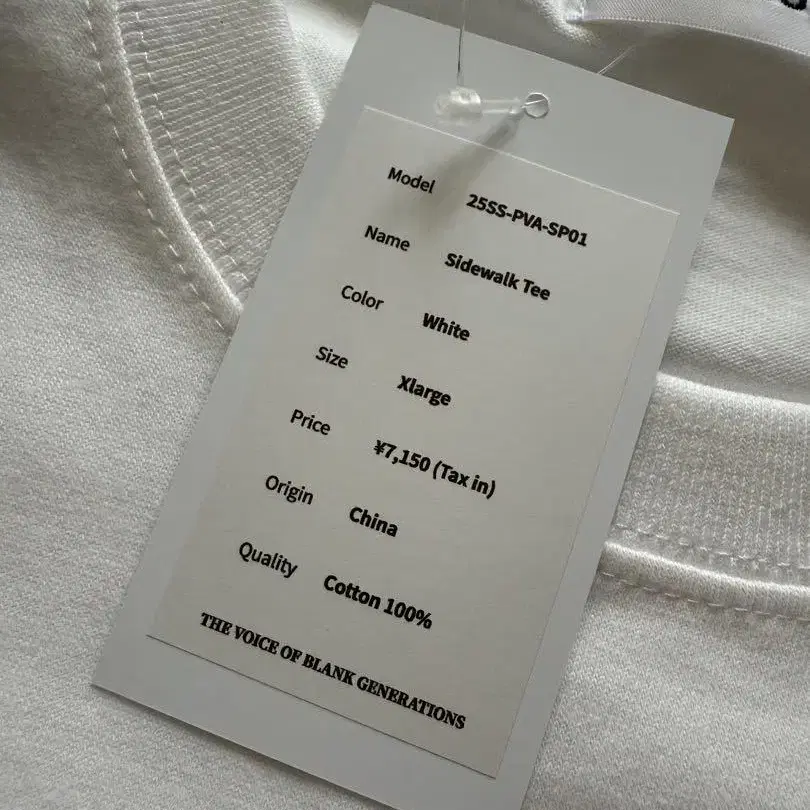 Model 25SS-PVA-SP01
Name Sidewalk Tee
Color White
Size Xlarge
Price ¥7,150 (Tax in)
Origin China
Quality Cotton 100%
THE VOICE OF BLANK GENERATIONS